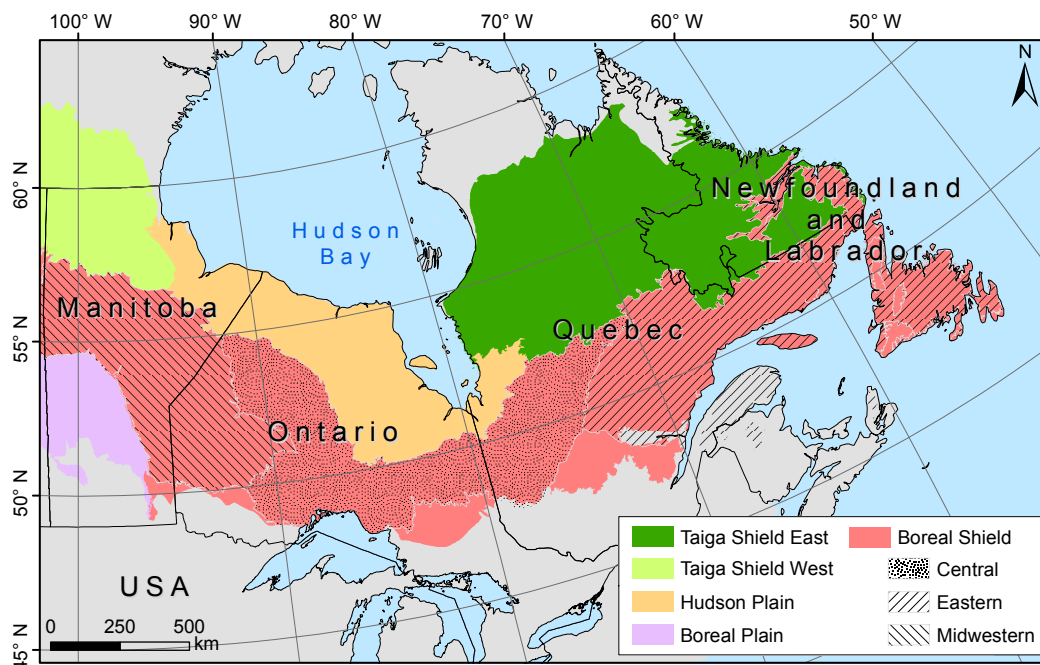 100° W 90° W 80° W 70° W 60° W 50° W
N
60° N
55° N
50° N
45° N
Hudson
Bay
Newfoundland
and
Labrador
Manitoba
Quebec
Ontario
USA
0 250 500
km
Taiga Shield East
Taiga Shield West
Hudson Plain
Boreal Plain
Boreal Shield
Central
Eastern
Midwestern